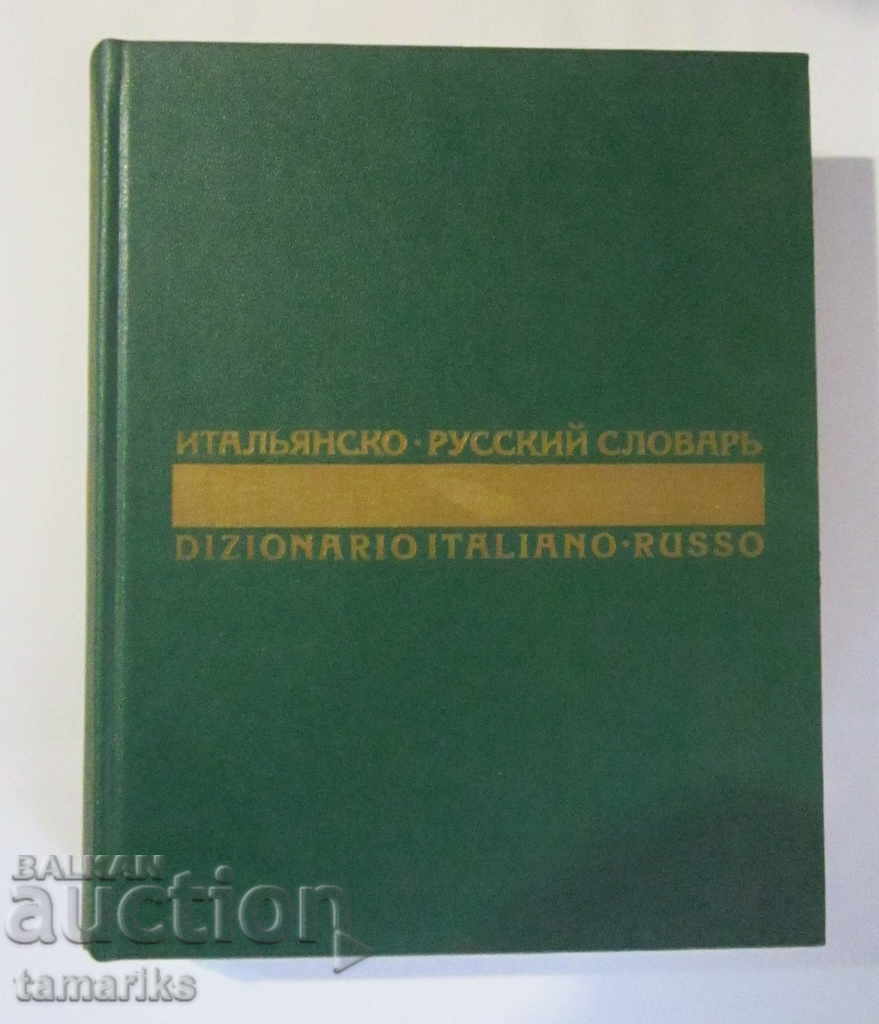 ИТАЛЬЯНСКО · РУССКИЙ СЛОВАРЬ
DIZIONARIO ITALIANO · RUSSO
BALKAN
auction
tamariks